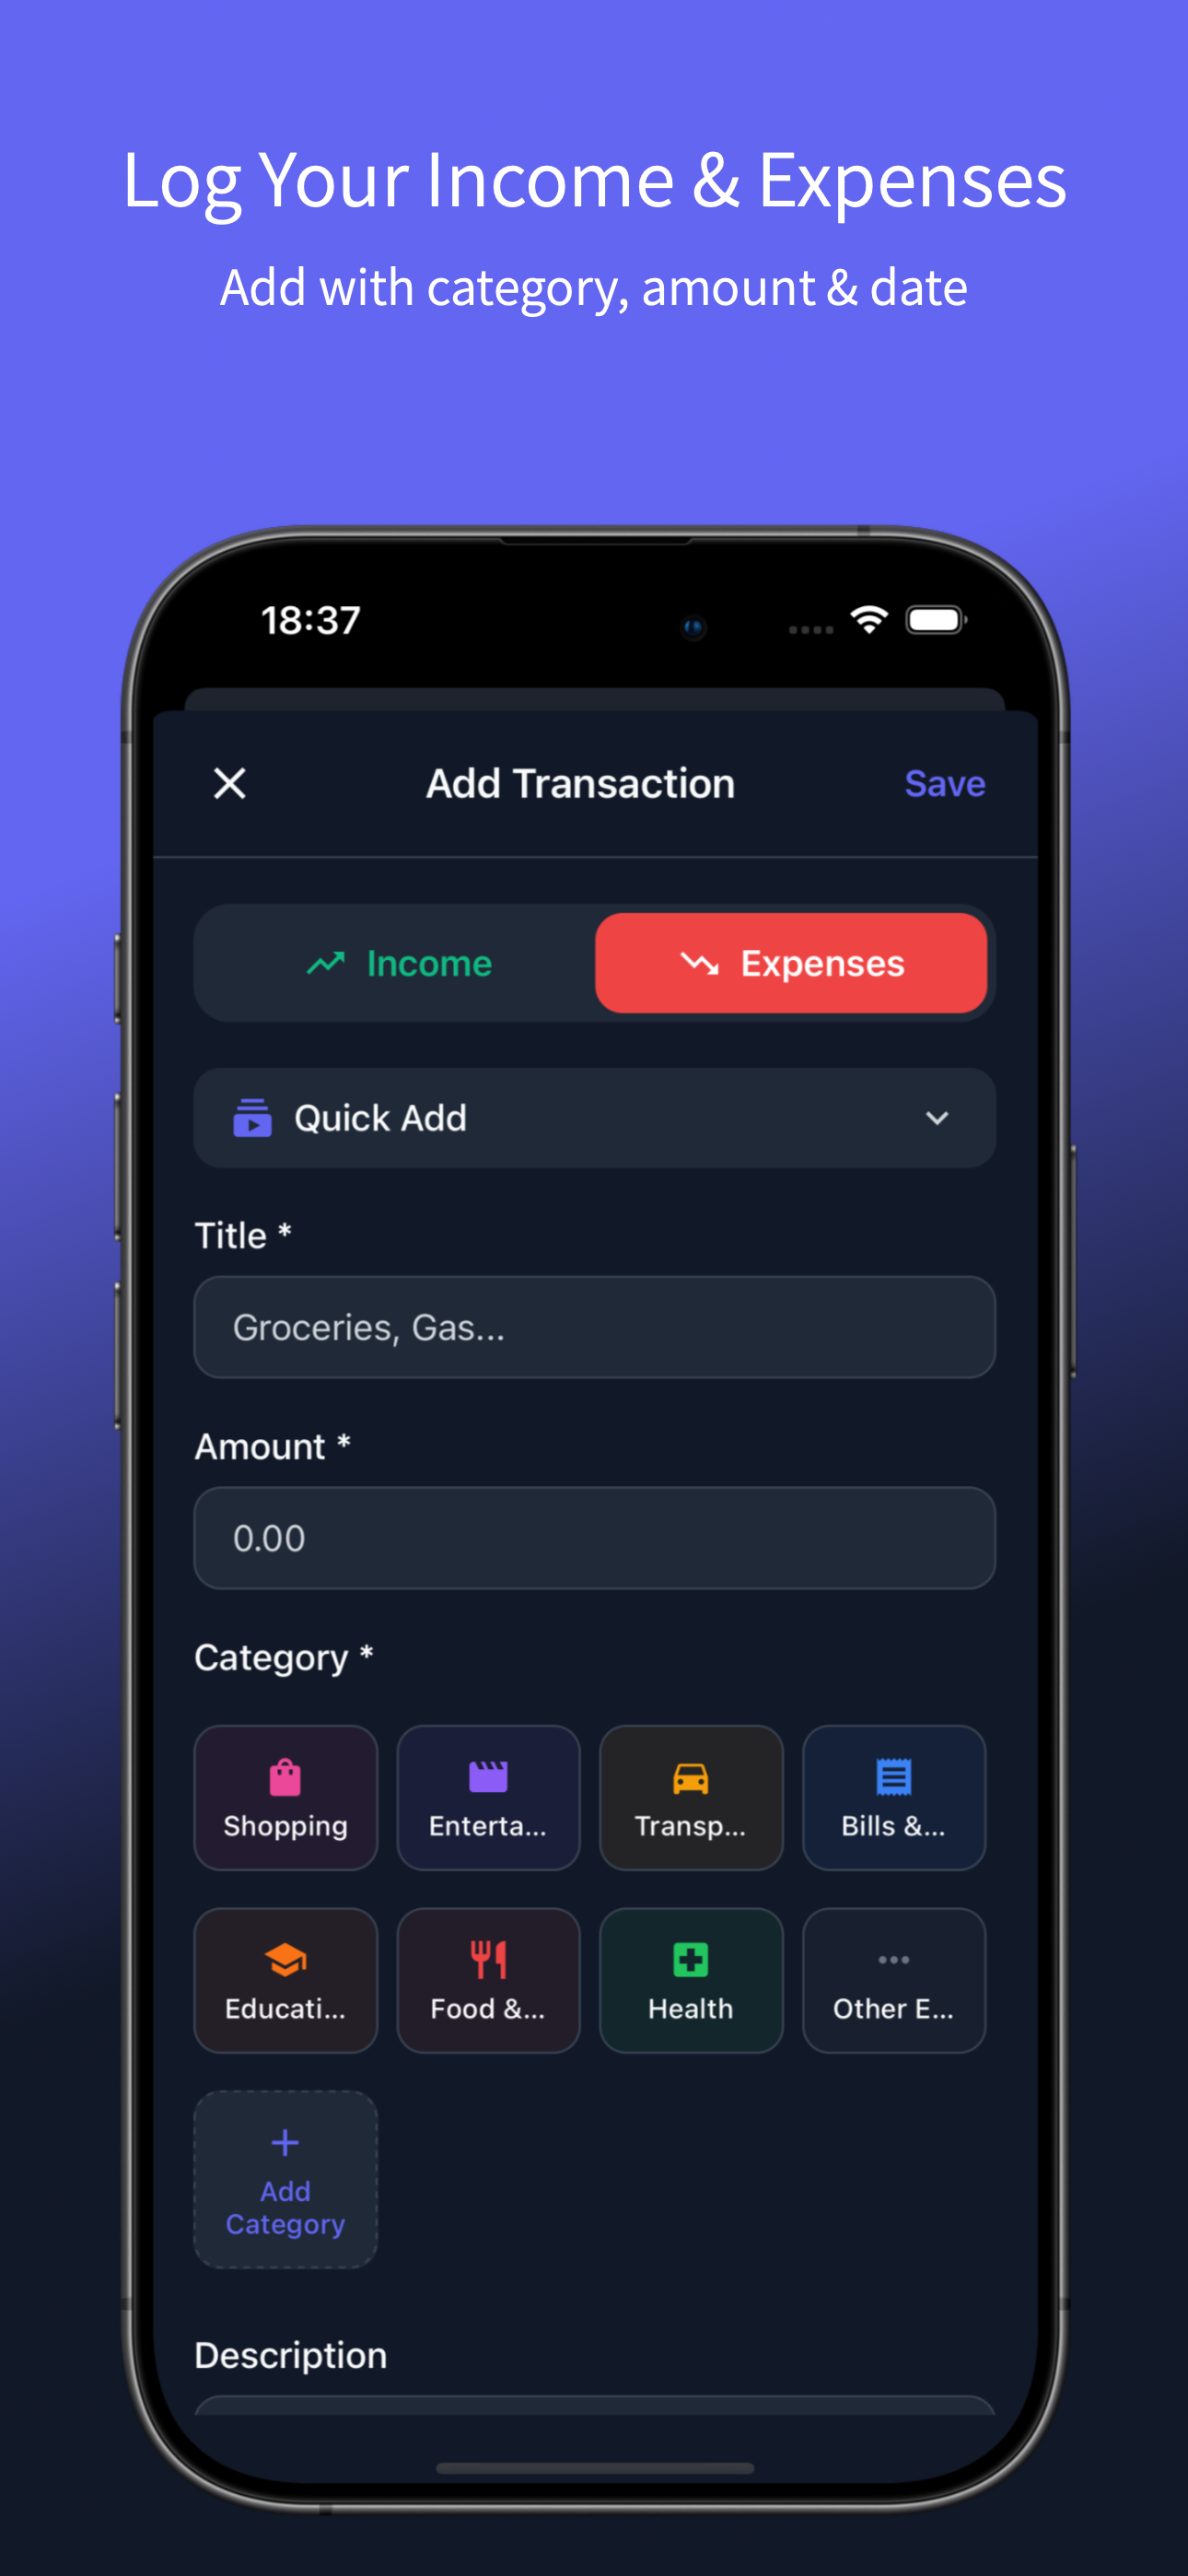 Log Your Income & Expenses
Add with category, amount & date
18:37
Add Transaction
Save
Income
Expenses
Quick Add
Title *
Groceries, Gas...
Amount *
0.00
Category *
Shopping
Enterta...
Transp...
Bills &...
Educati...
Food &...
Health
Other E...
Add
Category
Description